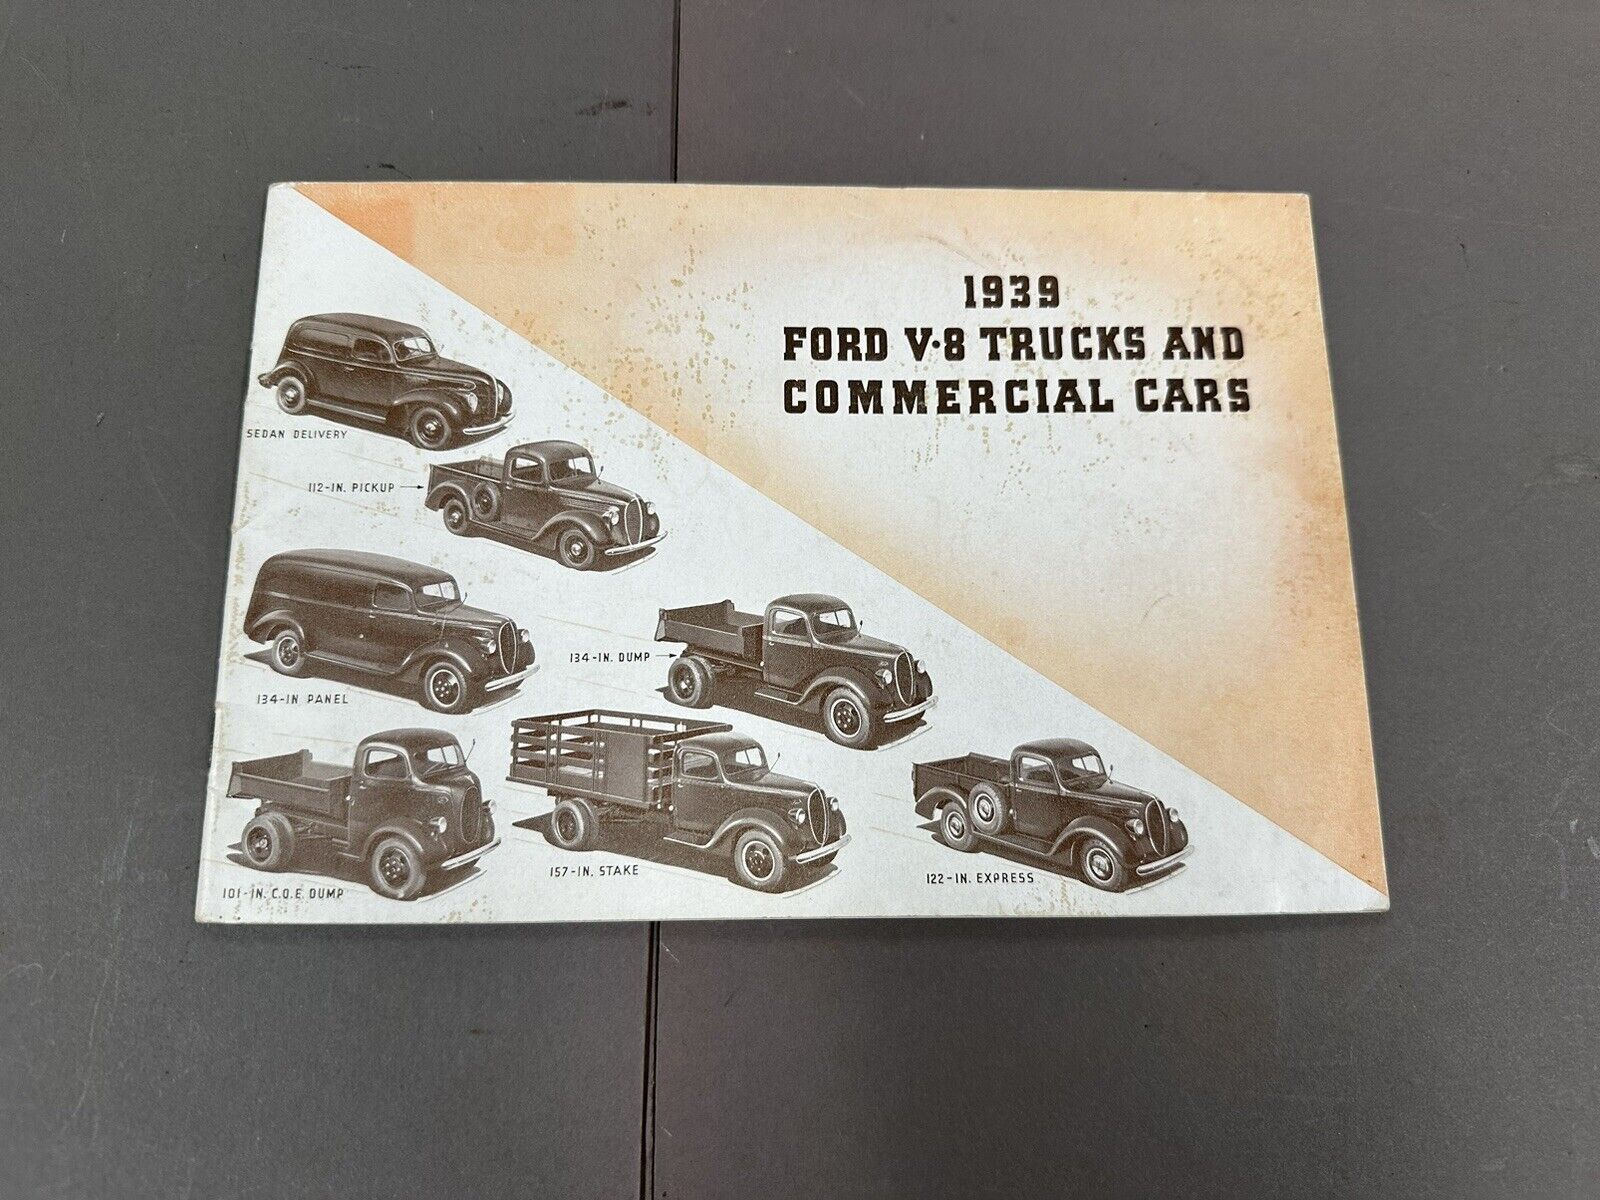 1939
FORD V·8 TRUCKS AND
COMMERCIAL CARS
SEDAN DELIVERY
112-IN. PICKUP
134-IN PANEL
134-IN. DUMP
101-IN. C.O.E. DUMP
157-IN. STAKE
122-IN. EXPRESS